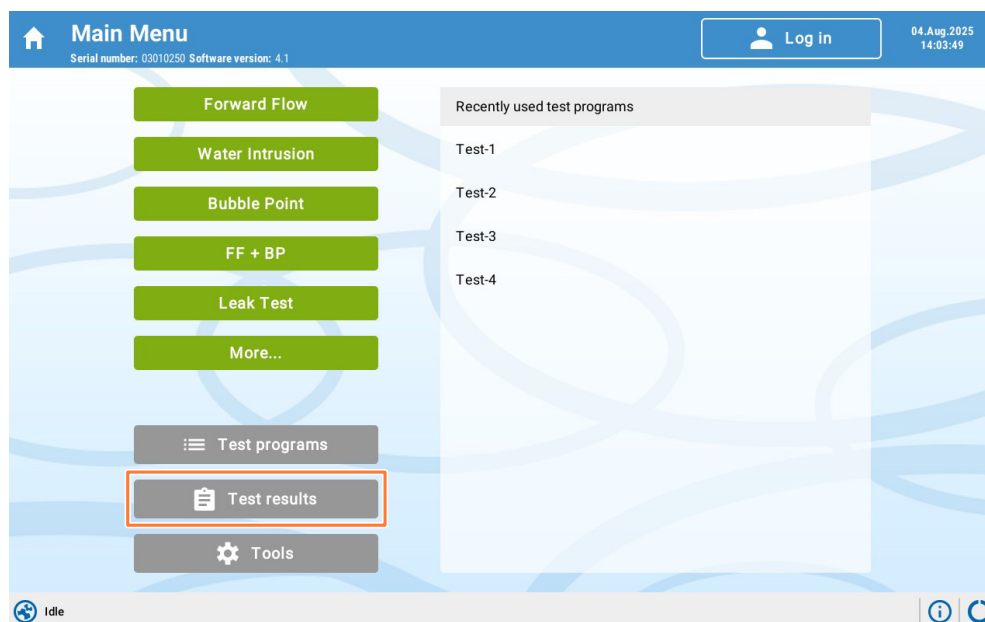 Main Menu
Serial number: 03010250 Software version: 4.1
Log in
04.Aug.2025
14:03:49
Forward Flow
Water Intrusion
Bubble Point
FF + BP
Leak Test
More...
Test programs
Test results
Tools
Recently used test programs
Test-1
Test-2
Test-3
Test-4
Idle